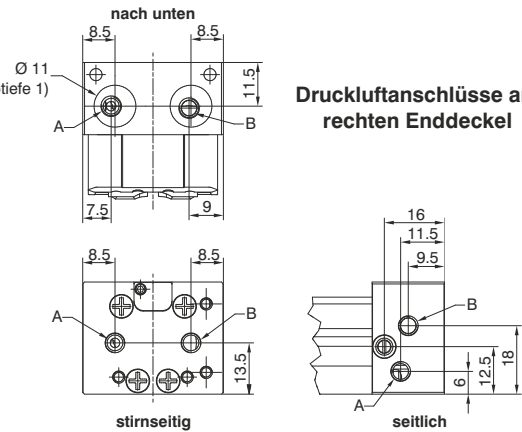 nach unten
8.5
8.5
Ø 11
tiefe 1)
11.5
A
B
7.5
9
Druckluftanschlüsse a
rechten Enddeckel
8.5
8.5
A
B
13.5
stirnseitig
16
11.5
9.5
B
18
12.5
6
A
seitlich